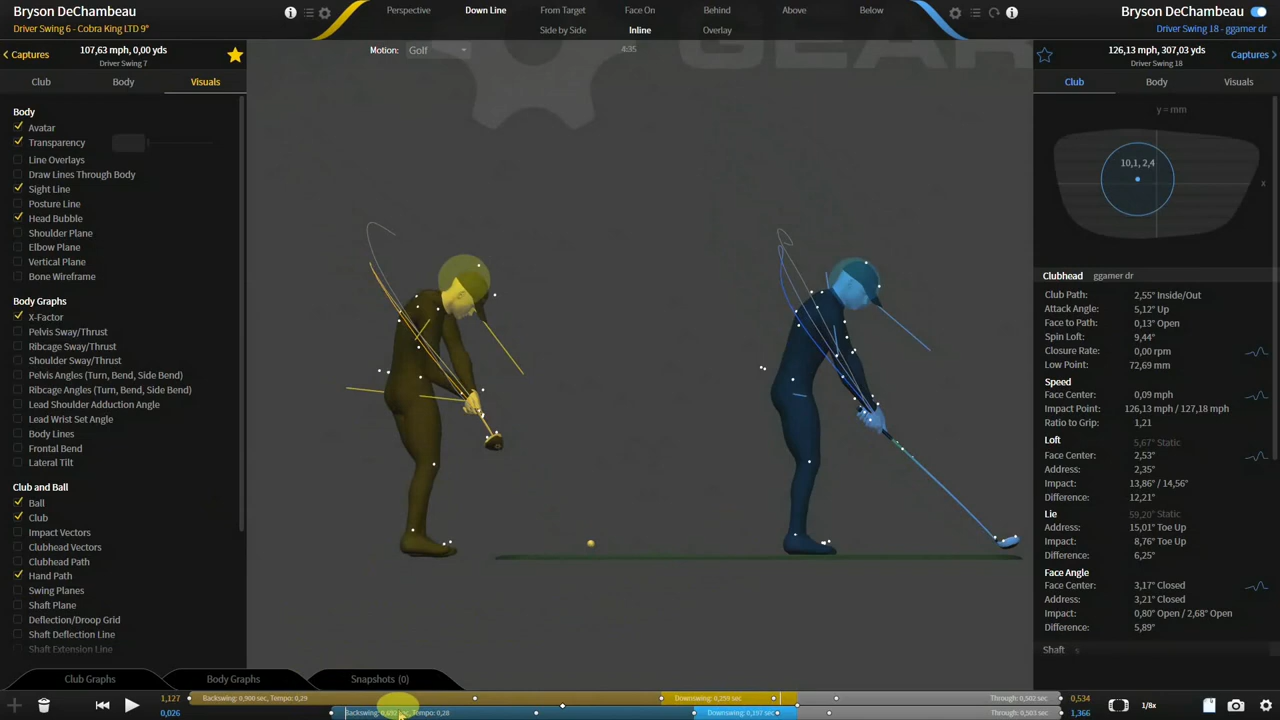 Bryson DeChambeau
Driver Swing 6 - Cobra King LTD 9°
Perspective
Down Line
From Target
Face On
Behind
Above
Below
Side by Side
Inline
Overlay
Bryson DeChambeau
Driver Swing 18 - ggamer dr
Captures
107,63 mph, 0,00 yds
Driver Swing 7
Motion: Golf
4:35
GEAR
126,13 mph, 307,03 yds
Driver Swing 18
Captures
Club
Body
Visuals
Body
Avatar
Transparency
Line Overlays
Draw Lines Through Body
Sight Line
Posture Line
Head Bubble
Shoulder Plane
Elbow Plane
Vertical Plane
Bone Wireframe
Body Graphs
X-Factor
Pelvis Sway/Thrust
Ribcage Sway/Thrust
Shoulder Sway/Thrust
Pelvis Angles (Turn, Bend, Side Bend)
Ribcage Angles (Turn, Bend, Side Bend)
Lead Shoulder Adduction Angle
Lead Wrist Set Angle
Body Lines
Frontal Bend
Lateral Tilt
Club and Ball
Ball
Club
Impact Vectors
Clubhead Vectors
Clubhead Path
Hand Path
Swing Planes
Shaft Plane
Deflection/Droop Grid
Shaft Deflection Line
Shaft Extension Line
Club
Body
Visuals
y = mm
10,1, 2,4
x
Clubhead ggamer dr
Club Path: 2,55° Inside/Out
Attack Angle: 5,12° Up
Face to Path: 0,13° Open
Spin Loft: 9,44°
Closure Rate: 0,00 rpm
Low Point: 72,69 mm
Speed
Face Center: 0,09 mph
Impact Point: 126,13 mph / 127,18 mph
Ratio to Grip: 1,21
Loft 5,67° Static
Face Center: 2,53°
Address: 2,35°
Impact: 13,86° / 14,56°
Difference: 12,21°
Lie 59,20° Static
Address: 15,01° Toe Up
Impact: 8,76° Toe Up
Difference: 6,25°
Face Angle
Face Center: 3,17° Closed
Address: 3,21° Closed
Impact: 0,80° Open / 2,68° Open
Difference: 5,89°
Shaft
Club Graphs
Body Graphs
Snapshots (0)
1,127
Backswing: 0,900 sec, Tempo: 0,29
Downswing: 0,259 sec
Through: 0,502 sec
0,534
0,026
Tempo: 0,28
Downswing: 0,197 sec
Through: 0,503 sec
1,366
1/8x